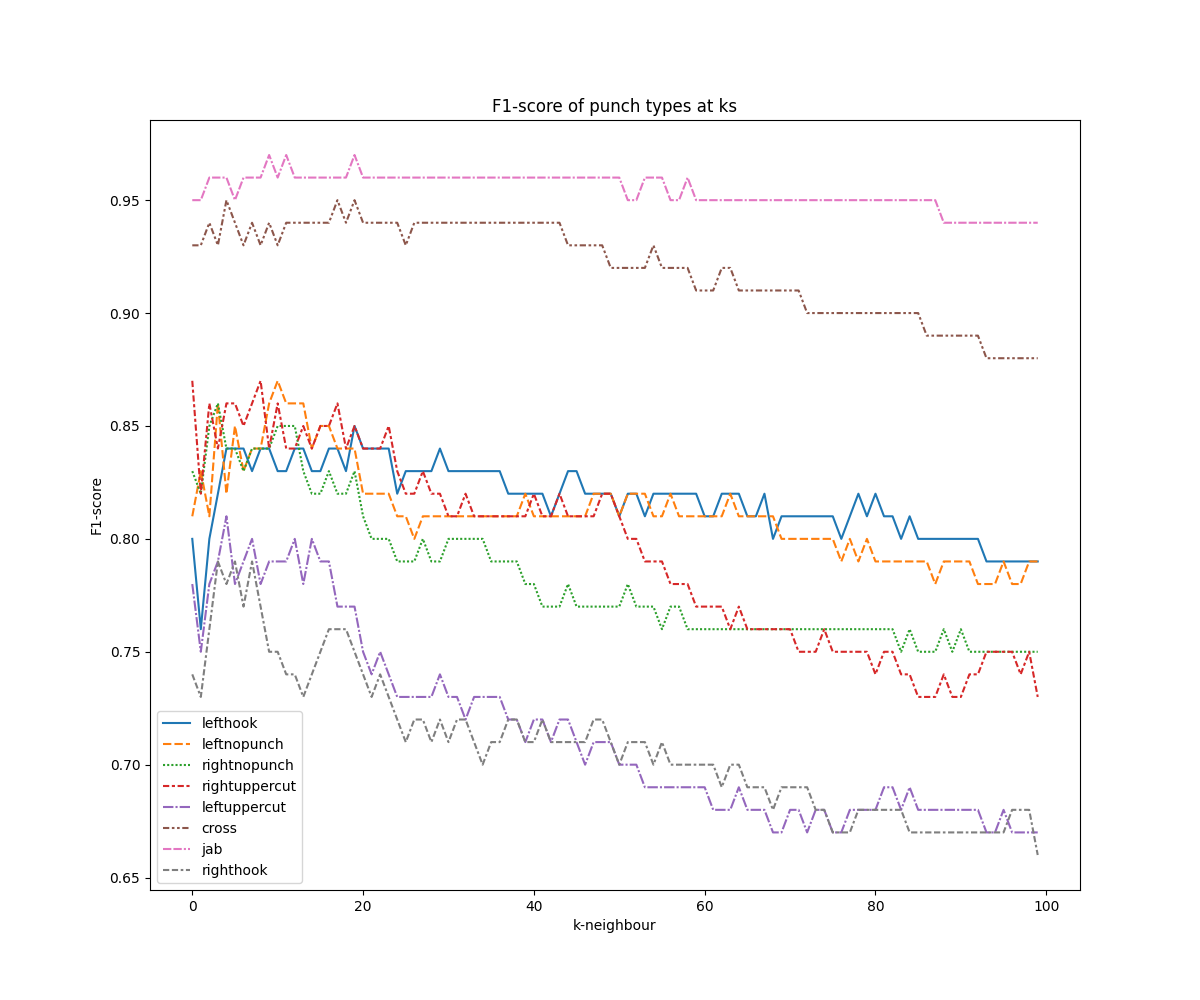 F1-score of punch types at ks
F1-score
0.95
0.90
0.85
0.80
0.75
0.70
0.65
lefthook
leftnopunch
rightnopunch
rightuppercut
leftuppercut
cross
jab
righthook
0 20 40 60 80 100
k-neighbour